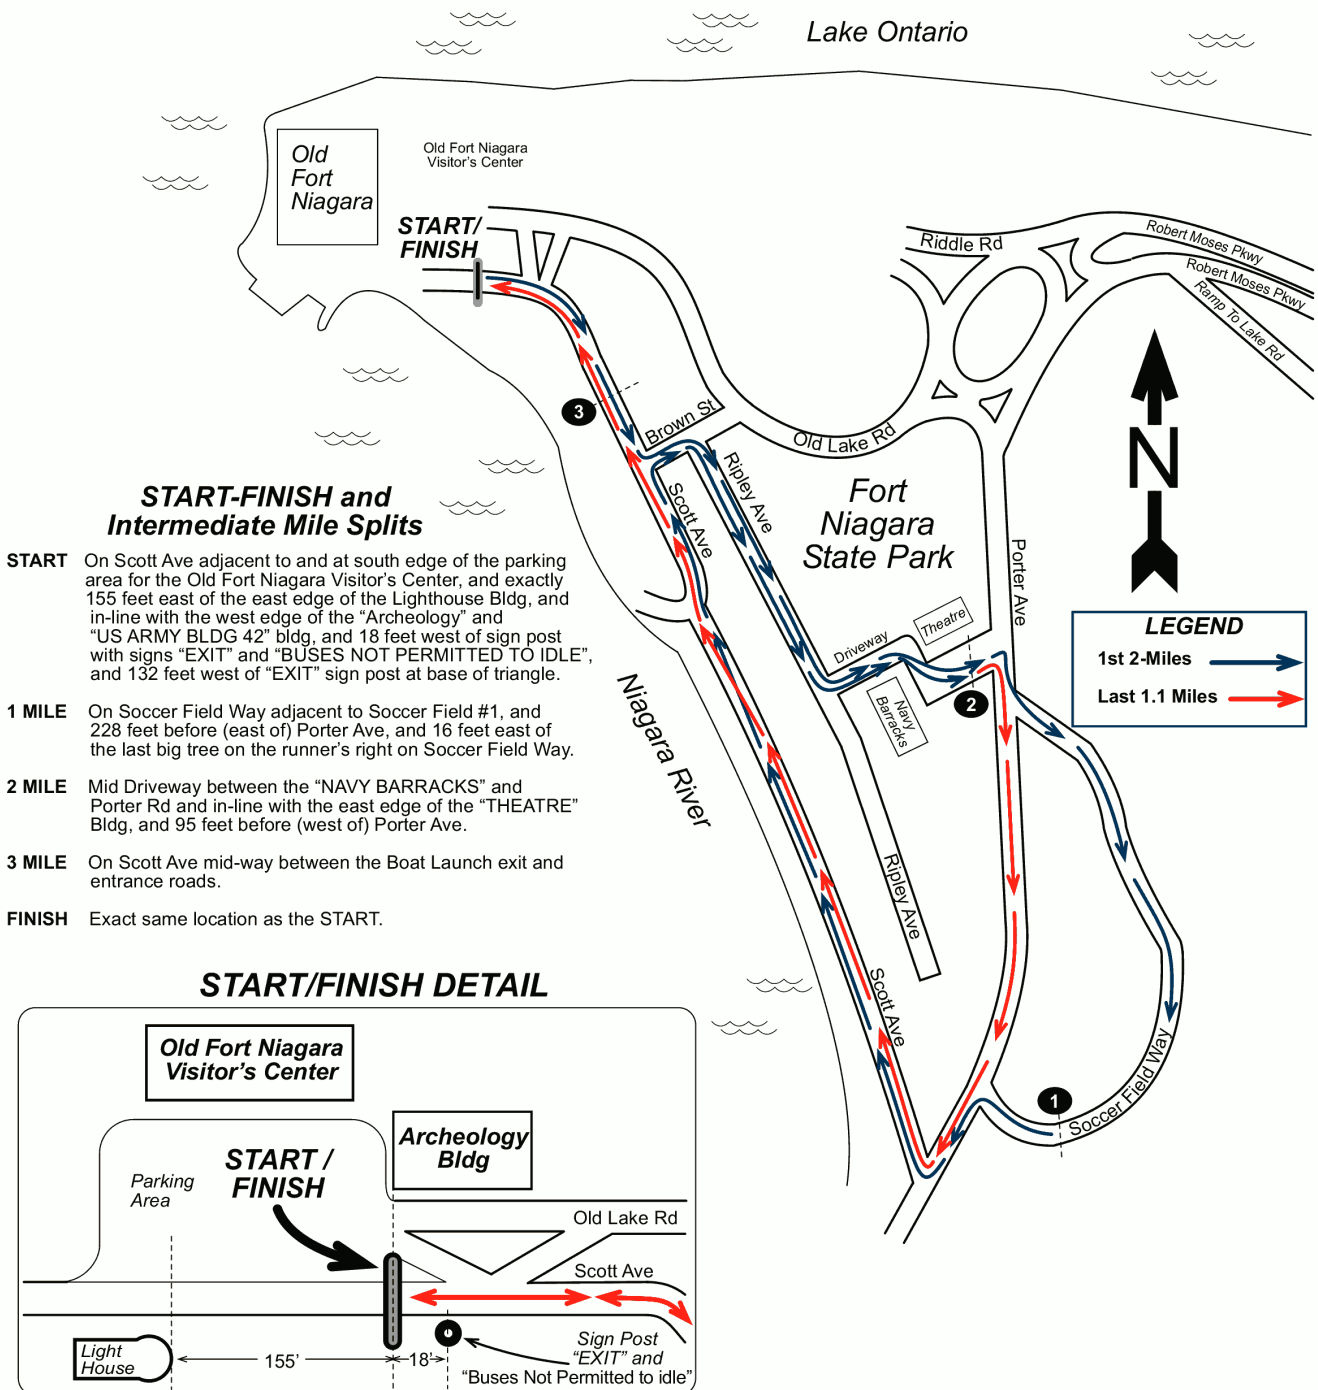 Lake Ontario
Old
Fort
Niagara
Old Fort Niagara
Visitor's Center
START/
FINISH
Riddle Rd
Robert Moses Pkwy
Robert Moses Pkwy
Ramp To Lake Rd
3
Brown St
Old Lake Rd
Ripley Ave
Scott Ave
Fort
Niagara
State Park
Porter Ave
N
START-FINISH and
Intermediate Mile Splits
START On Scott Ave adjacent to and at south edge of the parking
area for the Old Fort Niagara Visitor's Center, and exactly
155 feet east of the east edge of the Lighthouse Bldg, and
in-line with the west edge of the "Archeology" and
"US ARMY BLDG 42" bldg, and 18 feet west of sign post
with signs "EXIT" and "BUSES NOT PERMITTED TO IDLE",
and 132 feet west of "EXIT" sign post at base of triangle.
1 MILE On Soccer Field Way adjacent to Soccer Field #1, and
228 feet before (east of) Porter Ave, and 16 feet east of
the last big tree on the runner's right on Soccer Field Way.
2 MILE Mid Driveway between the "NAVY BARRACKS" and
Porter Rd and in-line with the east edge of the "THEATRE"
Bldg, and 95 feet before (west of) Porter Ave.
3 MILE On Scott Ave mid-way between the Boat Launch exit and
entrance roads.
FINISH Exact same location as the START.
LEGEND
1st 2-Miles
Last 1.1 Miles
Theatre
Driveway
Navy
Barracks
2
Niagara River
Ripley Ave
Scott Ave
1
Soccer Field Way
START/FINISH DETAIL
Old Fort Niagara
Visitor's Center
Archeology
Bldg
START /
FINISH
Parking
Area
Old Lake Rd
Scott Ave
Light
House
155'
18'
Sign Post
"EXIT" and
"Buses Not Permitted to idle"